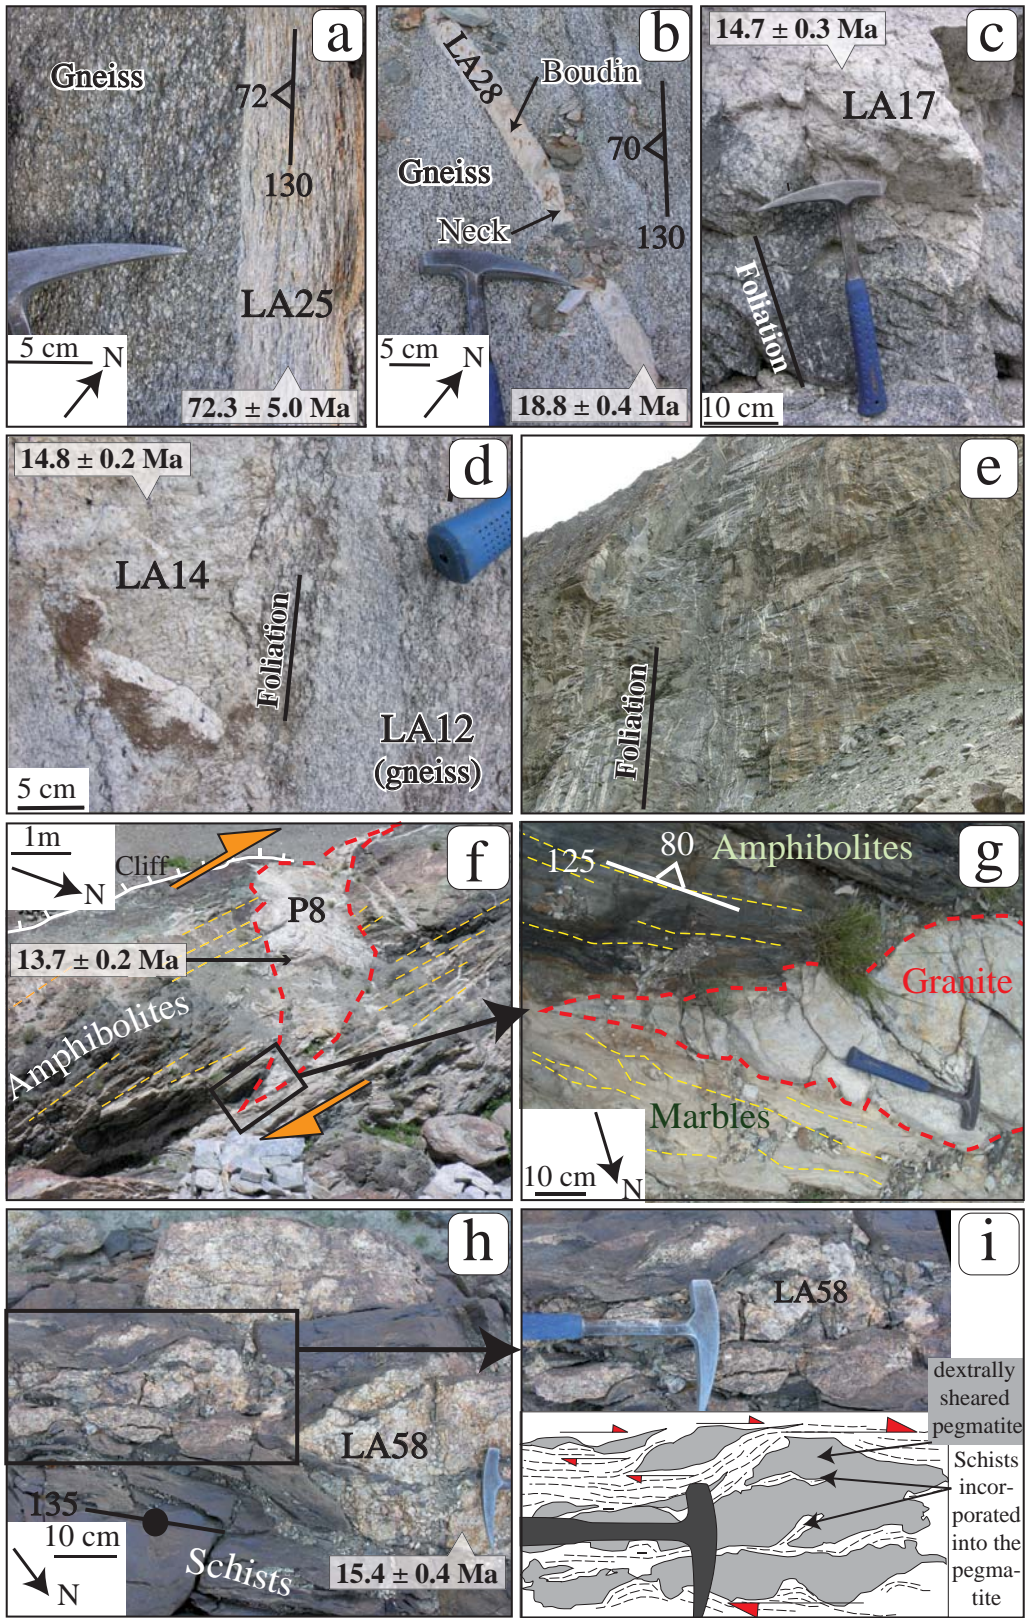 a
Gneiss
72
130
LA25
5 cm
N
72.3 ± 5.0 Ma
b
LA28
Boudin
70
Gneiss
Neck
130
5 cm
N
18.8 ± 0.4 Ma
c
14.7 ± 0.3 Ma
LA17
Foliation
10 cm
d
14.8 ± 0.2 Ma
LA14
Foliation
LA12
(gneiss)
5 cm
e
Foliation
f
1m
Cliff
N
P8
13.7 ± 0.2 Ma
Amphibolites
g
80
125
Amphibolites
Granite
Marbles
10 cm
N
h
LA58
135
10 cm
N
Schists
15.4 ± 0.4 Ma
i
LA58
dextrally
sheared
pegmatite
Schists
incor-
porated
into the
pegma-
tite